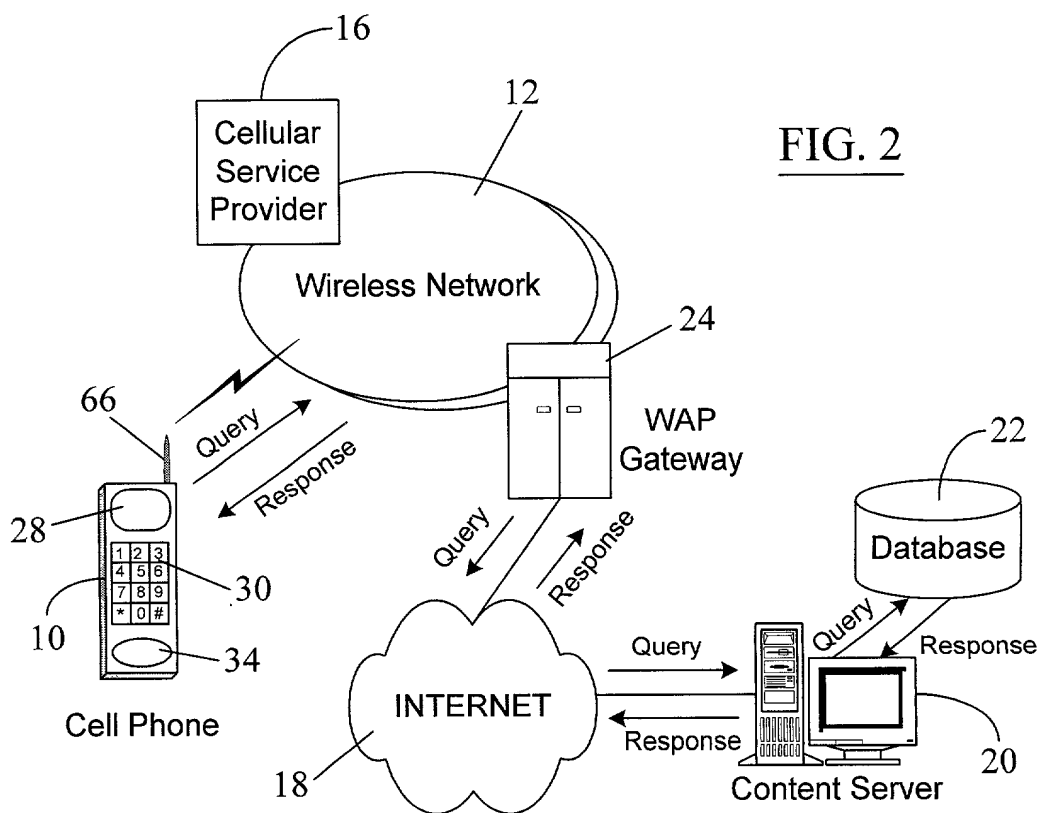 16
12
FIG. 2
Cellular
Service
Provider
Wireless Network
24
66
Query
Response
WAP
Gateway
22
28
Query
Response
Database
1 2 3
4 5 6
7 8 9
* 0 #
30
10
34
Query
Query
Response
Cell Phone
INTERNET
Response
18
20
Content Server